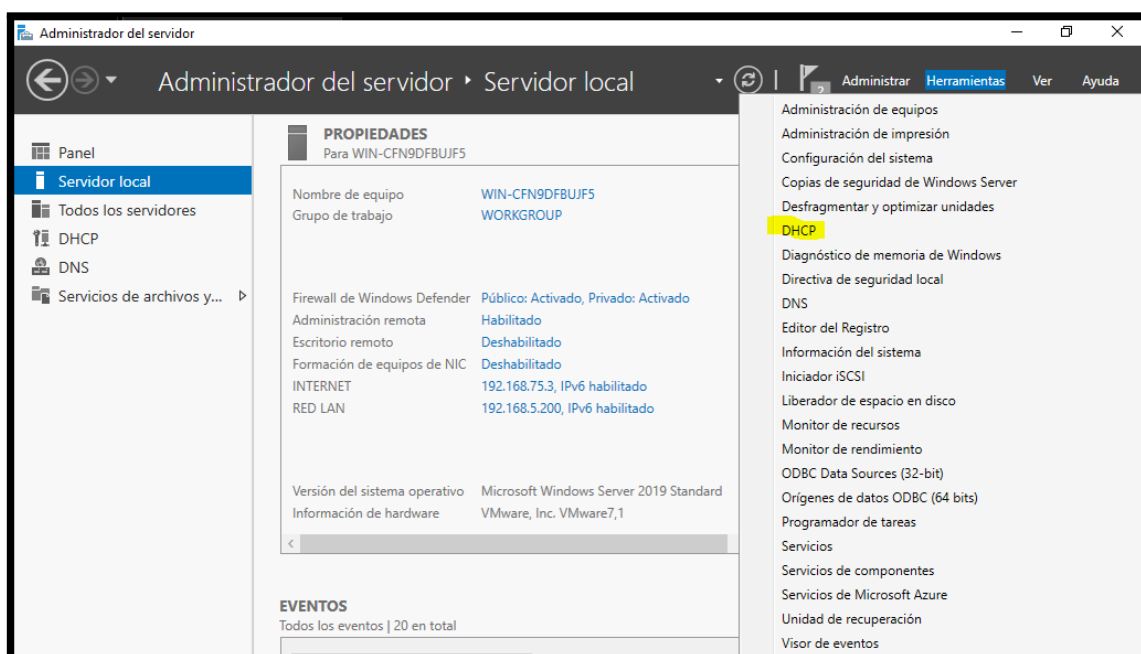 Administrador del servidor
Administrador del servidor ‣ Servidor local
2
Administrar Herramientas Ver Ayuda
Panel
Servidor local
Todos los servidores
DHCP
DNS
Servicios de archivos y...
PROPIEDADES
Para WIN-CFN9DFBUJF5
Nombre de equipo WIN-CFN9DFBUJF5
Grupo de trabajo WORKGROUP
Firewall de Windows Defender Público: Activado, Privado: Activado
Administración remota Habilitado
Escritorio remoto Deshabilitado
Formación de equipos de NIC Deshabilitado
INTERNET 192.168.75.3, IPv6 habilitado
RED LAN 192.168.5.200, IPv6 habilitado
Versión del sistema operativo Microsoft Windows Server 2019 Standard
Información de hardware VMware, Inc. VMware7,1
EVENTOS
Todos los eventos | 20 en total
Administración de equipos
Administración de impresión
Configuración del sistema
Copias de seguridad de Windows Server
Desfragmentar y optimizar unidades
DHCP
Diagnóstico de memoria de Windows
Directiva de seguridad local
DNS
Editor del Registro
Información del sistema
Iniciador iSCSI
Liberador de espacio en disco
Monitor de recursos
Monitor de rendimiento
ODBC Data Sources (32-bit)
Orígenes de datos ODBC (64 bits)
Programador de tareas
Servicios
Servicios de componentes
Servicios de Microsoft Azure
Unidad de recuperación
Visor de eventos